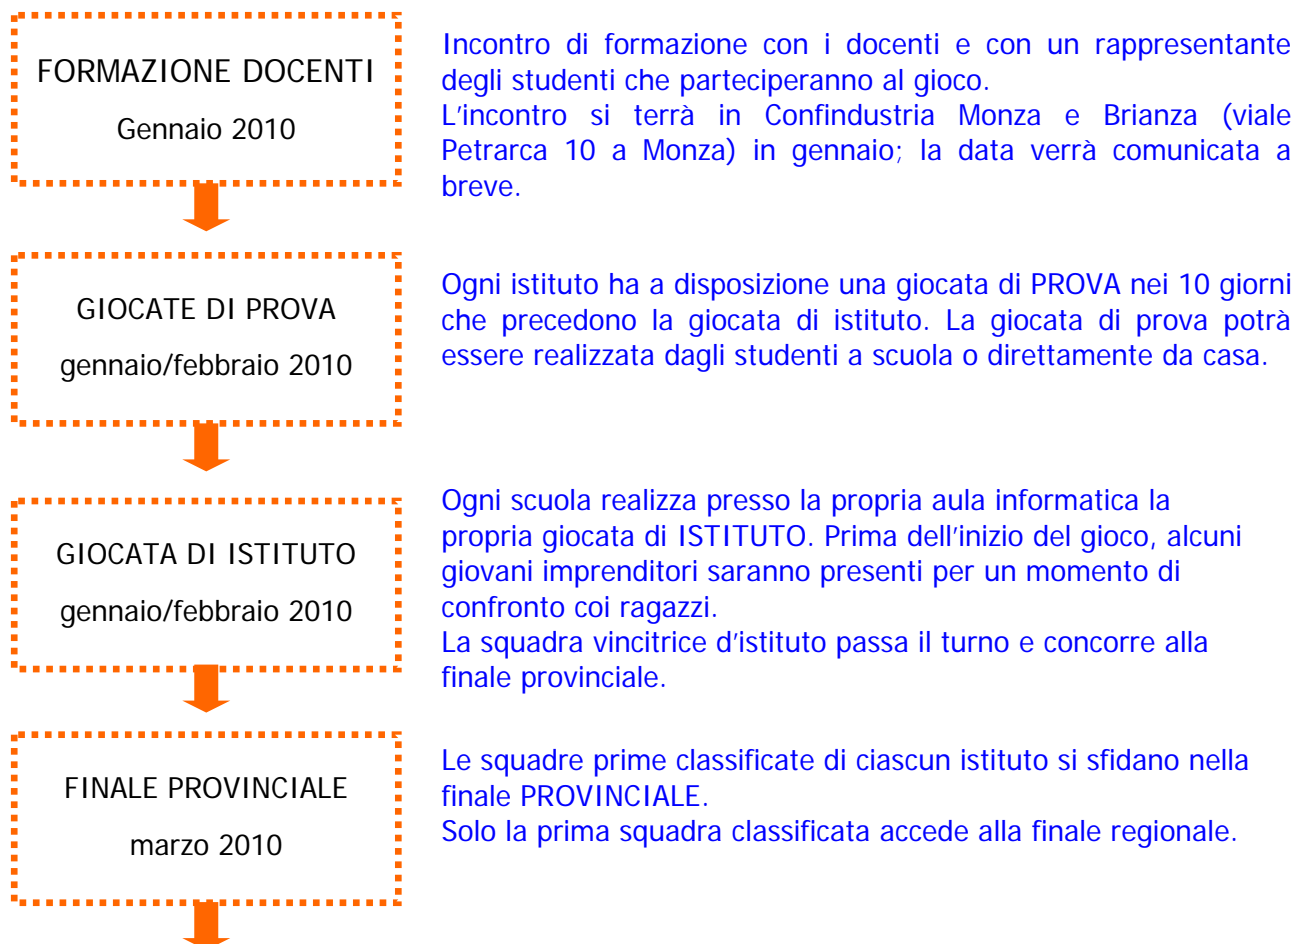 FORMAZIONE DOCENTI
Gennaio 2010
Incontro di formazione con i docenti e con un rappresentante
degli studenti che parteciperanno al gioco.
L'incontro si terrà in Confindustria Monza e Brianza (viale
Petrarca 10 a Monza) in gennaio; la data verrà comunicata a
breve.
GIOCATE DI PROVA
gennaio/febbraio 2010
Ogni istituto ha a disposizione una giocata di PROVA nei 10 giorni
che precedono la giocata di istituto. La giocata di prova potrà
essere realizzata dagli studenti a scuola o direttamente da casa.
GIOCATA DI ISTITUTO
gennaio/febbraio 2010
Ogni scuola realizza presso la propria aula informatica la
propria giocata di ISTITUTO. Prima dell'inizio del gioco, alcuni
giovani imprenditori saranno presenti per un momento di
confronto coi ragazzi.
La squadra vincitrice d'istituto passa il turno e concorre alla
finale provinciale.
FINALE PROVINCIALE
marzo 2010
Le squadre prime classificate di ciascun istituto si sfidano nella
finale PROVINCIALE.
Solo la prima squadra classificata accede alla finale regionale.